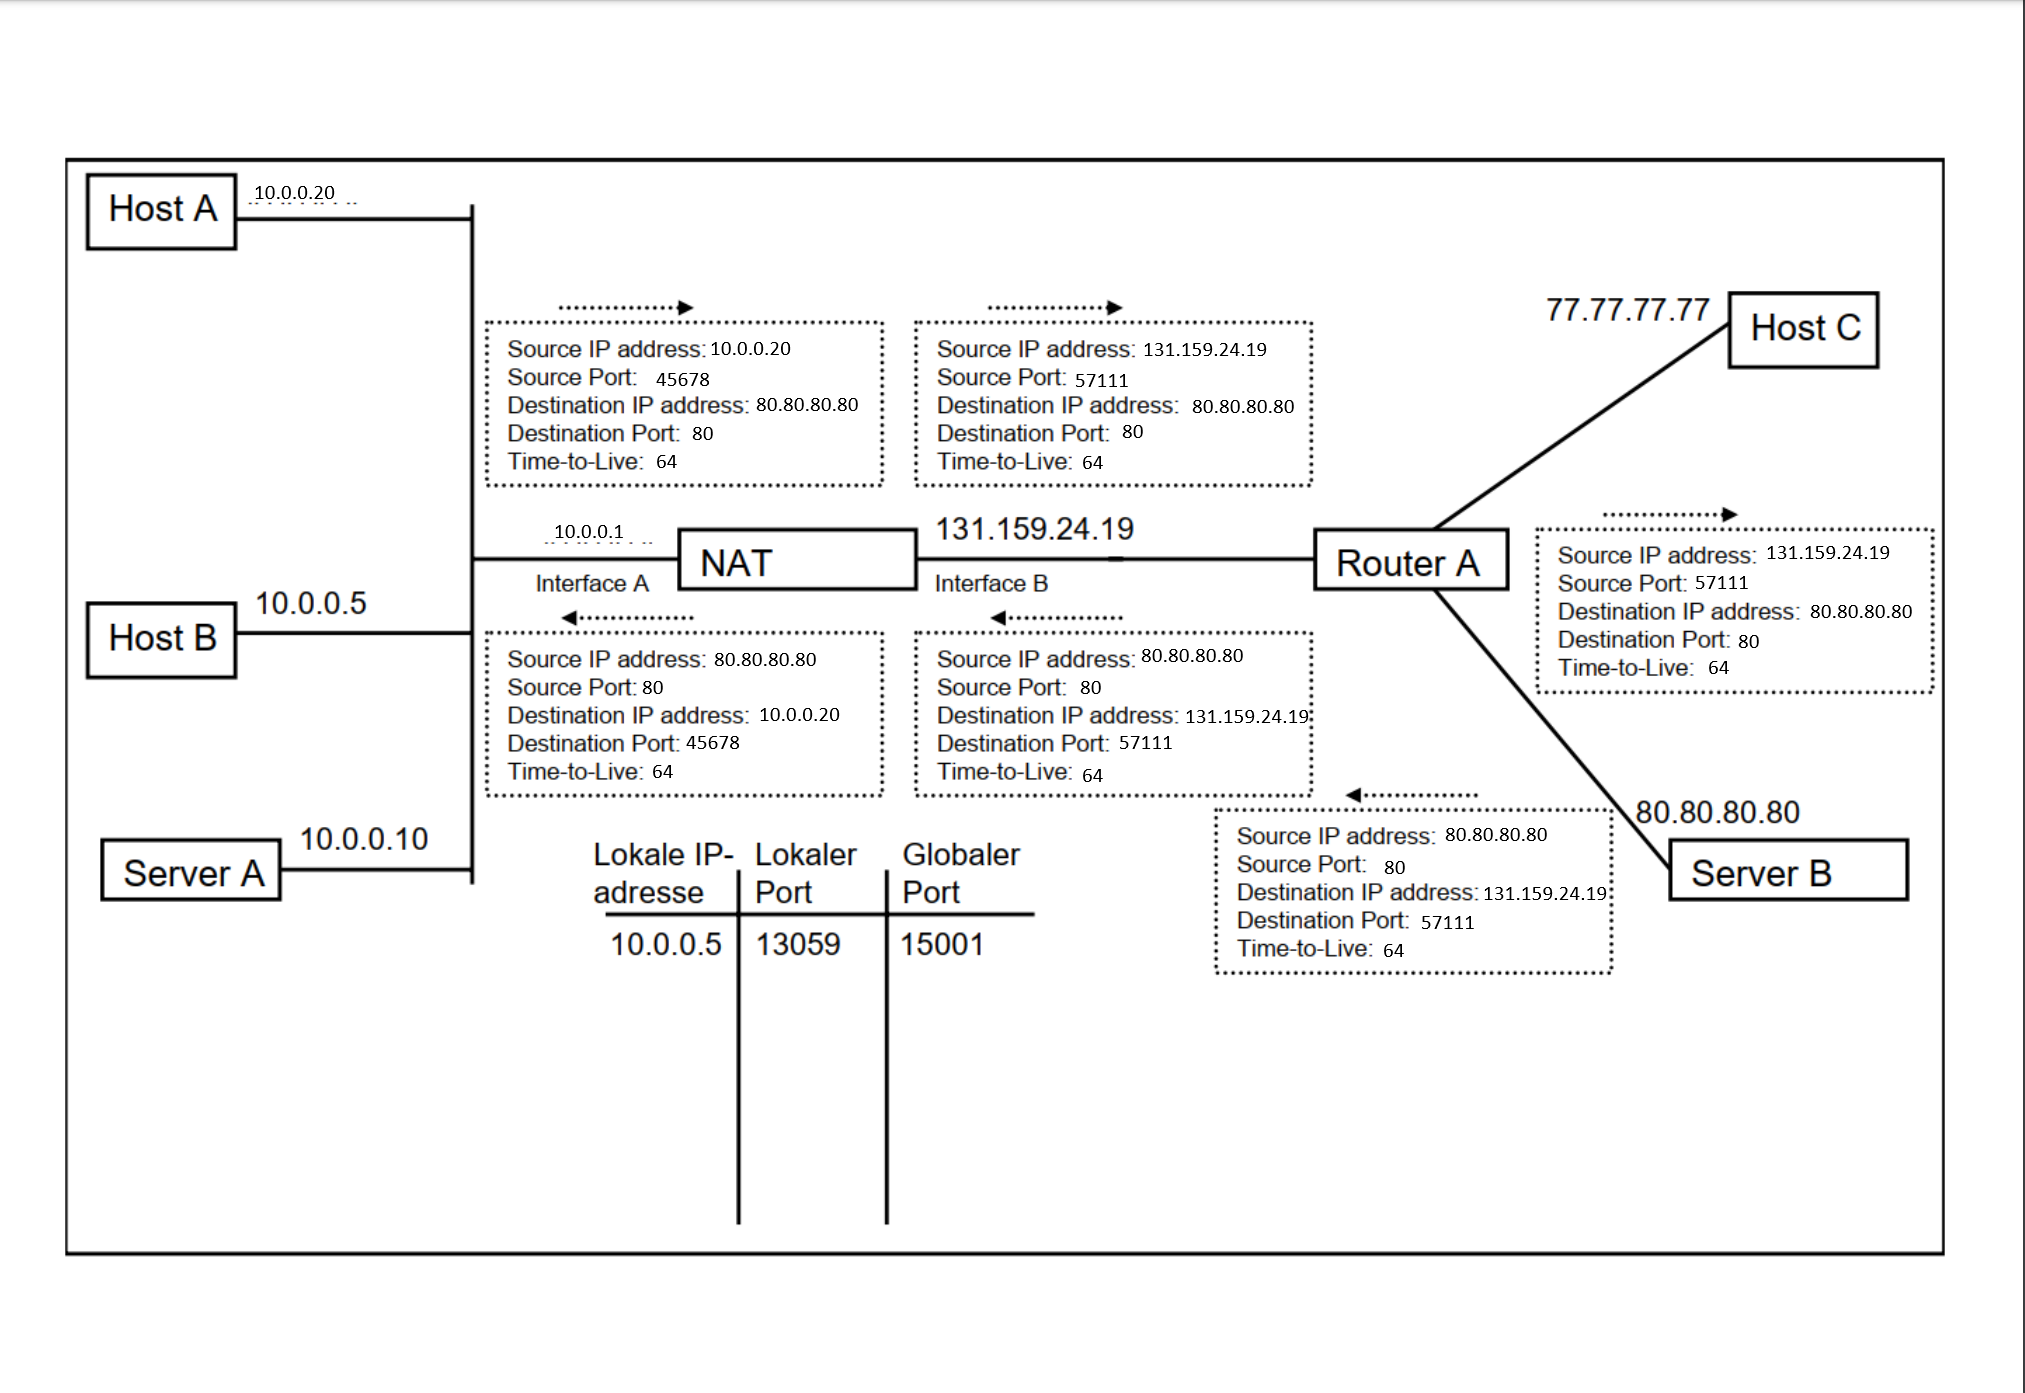 Host A
10.0.0.20
Source IP address: 10.0.0.20
Source Port: 45678
Destination IP address: 80.80.80.80
Destination Port: 80
Time-to-Live: 64
Source IP address: 131.159.24.19
Source Port: 57111
Destination IP address: 80.80.80.80
Destination Port: 80
Time-to-Live: 64
77.77.77.77
Host C
10.0.0.1
Interface A
NAT
131.159.24.19
Interface B
Router A
Source IP address: 131.159.24.19
Source Port: 57111
Destination IP address: 80.80.80.80
Destination Port: 80
Time-to-Live: 64
Host B
10.0.0.5
Source IP address: 80.80.80.80
Source Port: 80
Destination IP address: 10.0.0.20
Destination Port: 45678
Time-to-Live: 64
Source IP address: 80.80.80.80
Source Port: 80
Destination IP address: 131.159.24.19
Destination Port: 57111
Time-to-Live: 64
Server A
10.0.0.10
80.80.80.80
Server B
Source IP address: 80.80.80.80
Source Port: 80
Destination IP address: 131.159.24.19
Destination Port: 57111
Time-to-Live: 64
Lokale IP- Lokaler Globaler
adresse Port Port
10.0.0.5 13059 15001